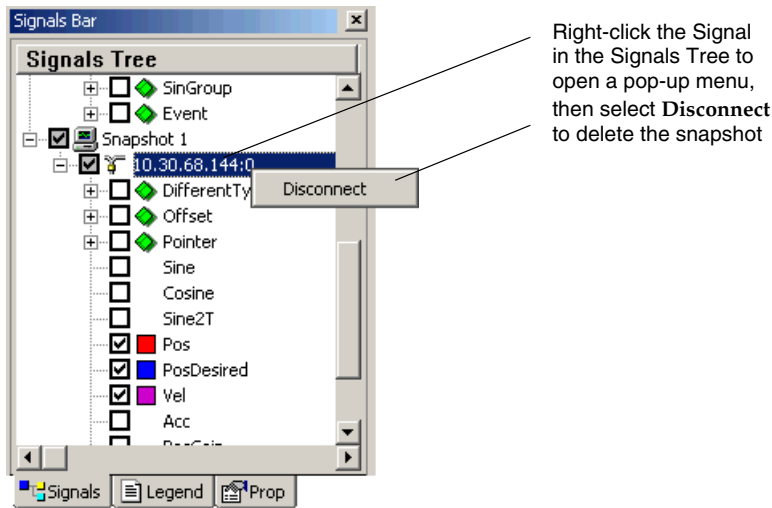 Signals Bar
Signals Tree
SinGroup
Event
Snapshot 1
10.30.68.144:0
Disconnect
DifferentTy
Offset
Pointer
Sine
Cosine
Sine2T
Pos
PosDesired
Vel
Acc
Signals
Legend
Prop
Right-click the Signal
in the Signals Tree to
open a pop-up menu,
then select Disconnect
to delete the snapshot